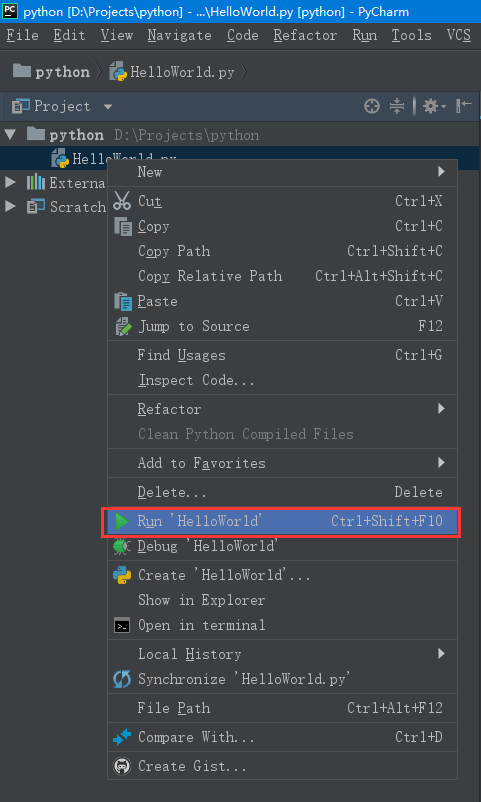 PC python [D:\Projects\python] - ...\HelloWorld.py [python] - PyCharm
File Edit View Navigate Code Refactor Run Tools VCS
python HelloWorld.py
Project
python D:\Projects\python
HelloWorld.py
Externa
Scratch
New
Cut Ctrl+X
Copy Ctrl+C
Copy Path Ctrl+Shift+C
Copy Relative Path Ctrl+Alt+Shift+C
Paste Ctrl+V
Jump to Source F12
Find Usages Ctrl+G
Inspect Code...
Refactor
Clean Python Compiled Files
Add to Favorites
Delete... Delete
Run 'HelloWorld' Ctrl+Shift+F10
Debug 'HelloWorld'
Create 'HelloWorld'...
Show in Explorer
Open in terminal
Local History
Synchronize 'HelloWorld.py'
File Path Ctrl+Alt+F12
Compare With... Ctrl+D
Create Gist...